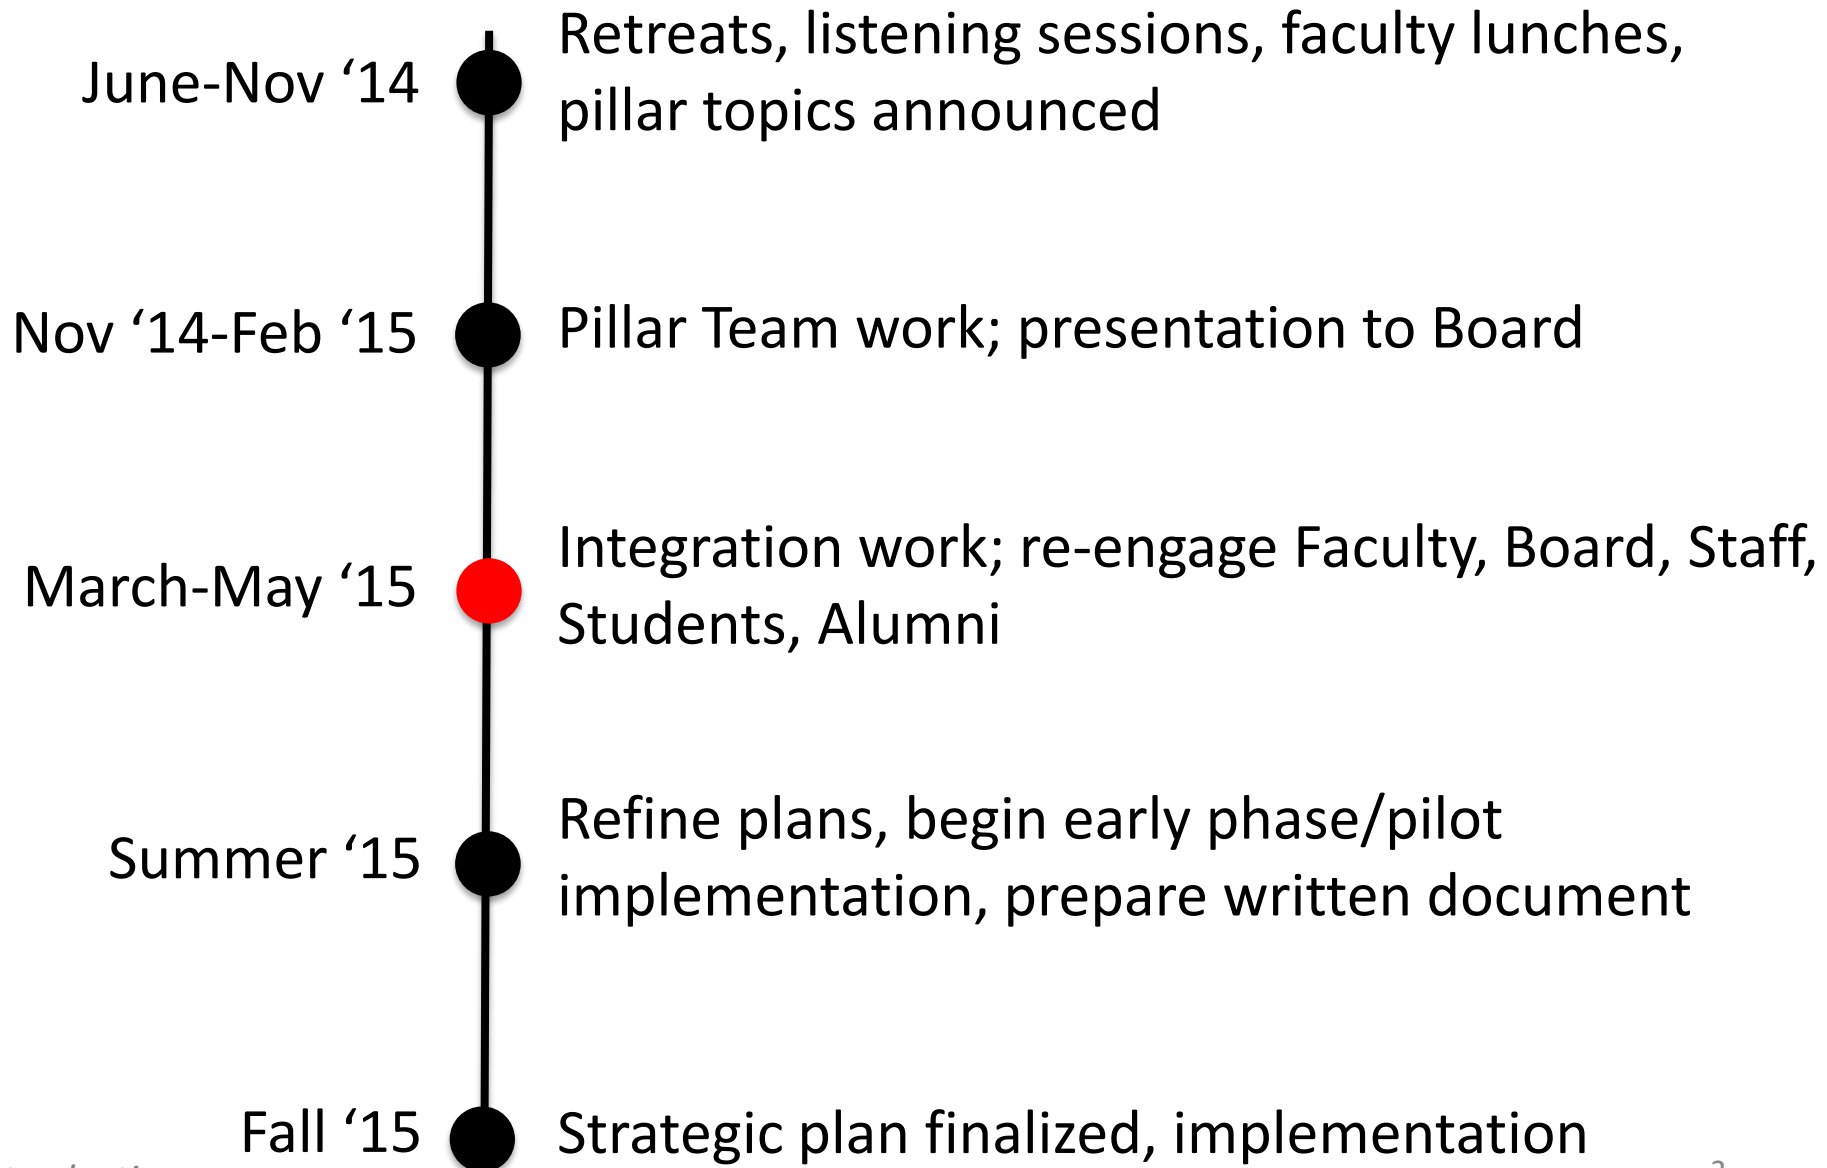 June-Nov ‘14
Retreats, listening sessions, faculty lunches,
pillar topics announced
Nov ‘14-Feb ‘15
Pillar Team work; presentation to Board
March-May ‘15
Integration work; re-engage Faculty, Board, Staff,
Students, Alumni
Summer ‘15
Refine plans, begin early phase/pilot
implementation, prepare written document
Fall ‘15
Strategic plan finalized, implementation